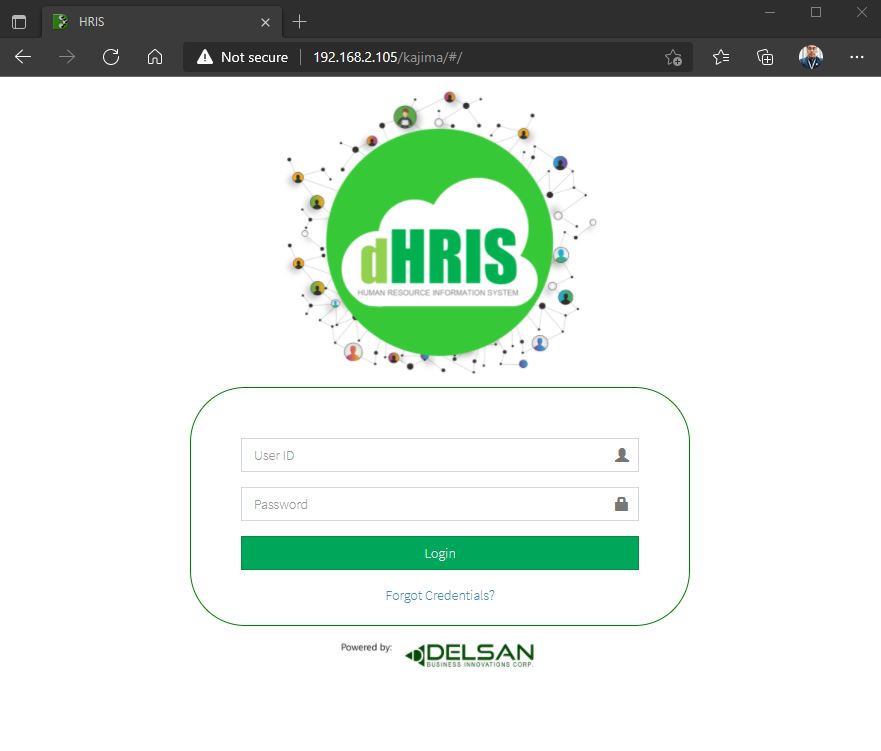 HRIS
Not secure
192.168.2.105/kajima/#/
dHRIS
HUMAN RESOURCE INFORMATION SYSTEM
User ID
Password
Login
Forgot Credentials?
Powered by:
DELSAN
BUSINESS INNOVATIONS CORP.